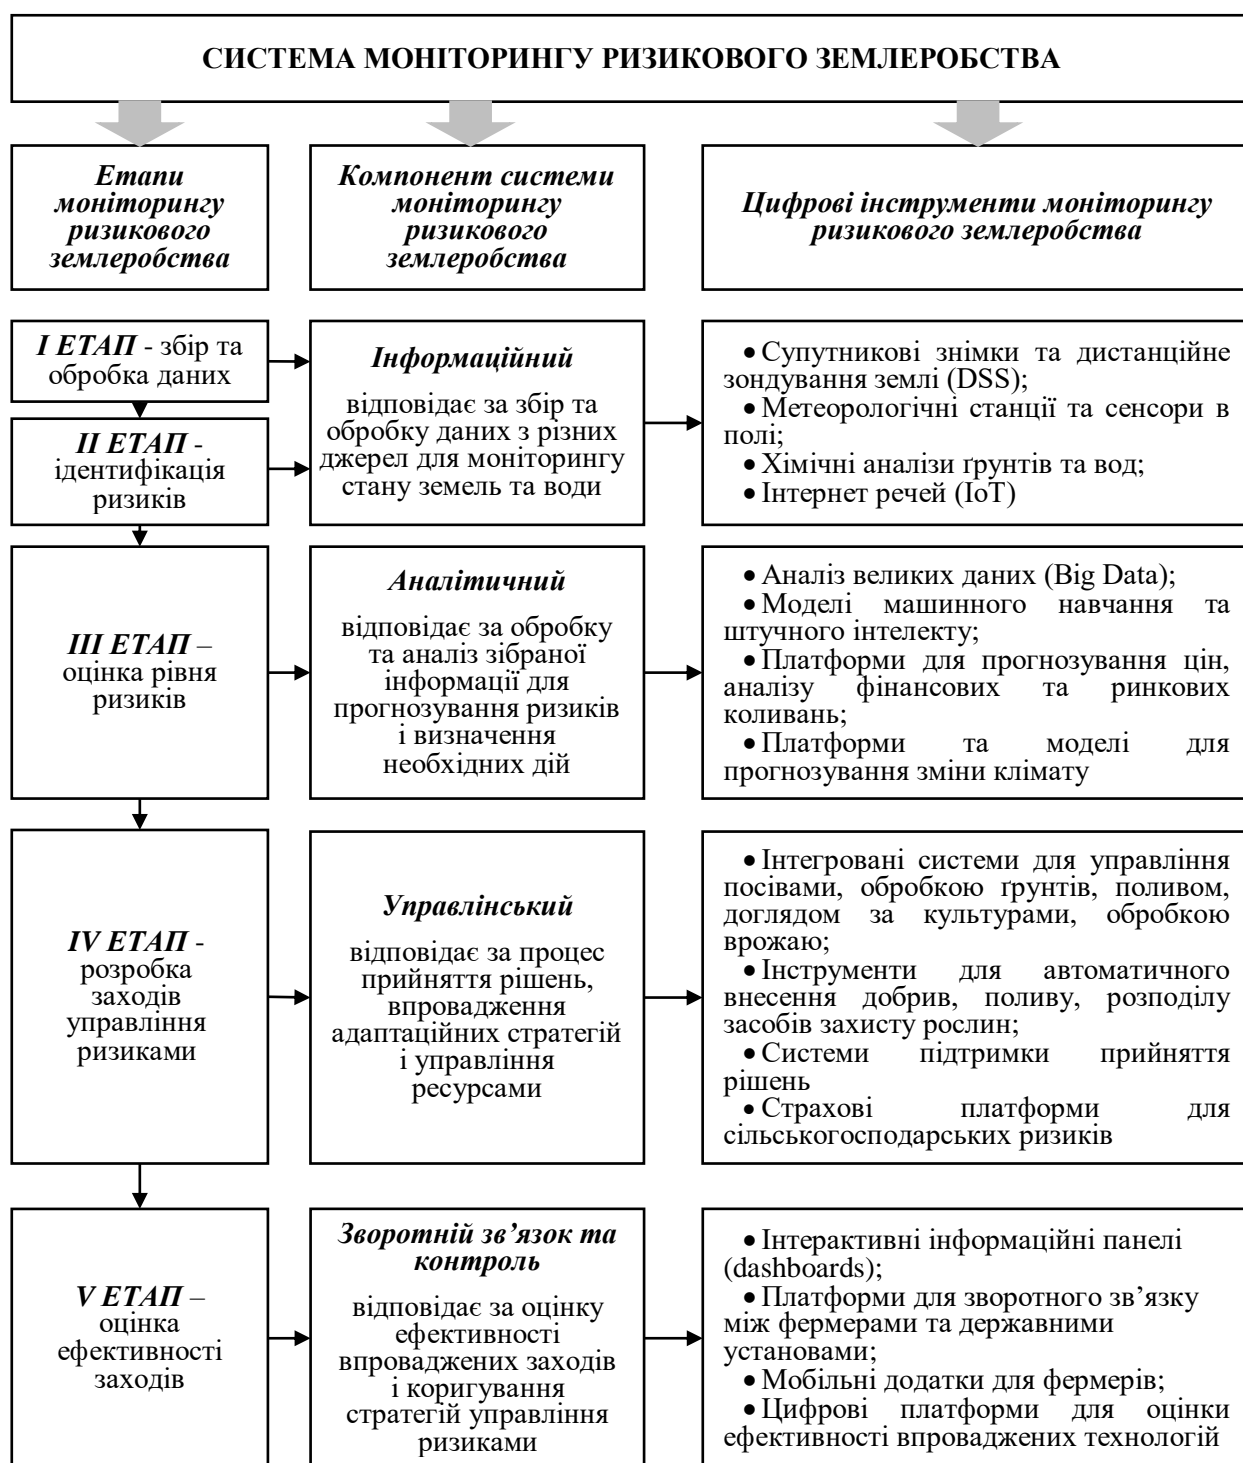 СИСТЕМА МОНІТОРИНГУ РИЗИКОВОГО ЗЕМЛЕРОБСТВА
Етапи
моніторингу
ризикового
землеробства
Компонент системи
моніторингу
ризикового
землеробства
Цифрові інструменти моніторингу
ризикового землеробства
І ЕТАП - збір та
обробка даних
ІІ ЕТАП -
ідентифікація
ризиків
Інформаційний
відповідає за збір та
обробку даних з різних
джерел для моніторингу
стану земель та води
• Супутникові знімки та дистанційне
зондування землі (DSS);
• Метеорологічні станції та сенсори в
полі;
• Хімічні аналізи ґрунтів та вод;
• Інтернет речей (IoT)
ІІІ ЕТАП –
оцінка рівня
ризиків
Аналітичний
відповідає за обробку
та аналіз зібраної
інформації для
прогнозування ризиків
і визначення
необхідних дій
• Аналіз великих даних (Big Data);
• Моделі машинного навчання та
штучного інтелекту;
• Платформи для прогнозування цін,
аналізу фінансових та ринкових
коливань;
• Платформи та моделі для
прогнозування зміни клімату
IV ЕТАП -
розробка
заходів
управління
ризиками
Управлінський
відповідає за процес
прийняття рішень,
впровадження
адаптаційних стратегій
і управління
ресурсами
• Інтегровані системи для управління
посівами, обробкою ґрунтів, поливом,
доглядом за культурами, обробкою
врожаю;
• Інструменти для автоматичного
внесення добрив, поливу, розподілу
засобів захисту рослин;
• Системи підтримки прийняття
рішень
• Страхові платформи для
сільськогосподарських ризиків
V ЕТАП –
оцінка
ефективності
заходів
Зворотній зв’язок та
контроль
відповідає за оцінку
ефективності
впроваджених заходів
і коригування
стратегій управління
ризиками
• Інтерактивні інформаційні панелі
(dashboards);
• Платформи для зворотного зв’язку
між фермерами та державними
установами;
• Мобільні додатки для фермерів;
• Цифрові платформи для оцінки
ефективності впроваджених технологій